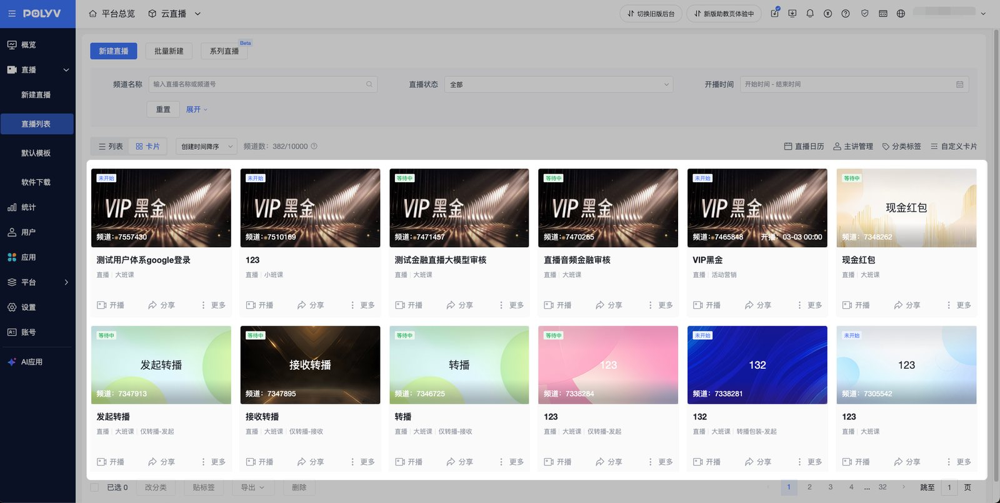 POLYV
平台总览
云直播
切换旧版后台
新版助教页体验中
概览
直播
新建直播
直播列表
默认模板
软件下载
统计
用户
应用
平台
设置
账号
AI应用
新建直播
批量新建
系列直播
Beta
频道名称
输入直播名称或频道号
直播状态
全部
开播时间
开始时间 - 结束时间
重置
展开
列表
卡片
创建时间降序
频道数：382/10000
直播日历
主讲管理
分类标签
自定义卡片
未开始
VIP 黑金
频道：7557430
测试用户体系google登录
直播 | 大班课
开播 分享 更多
未开始
VIP 黑金
频道：7510169
123
直播 | 小班课
开播 分享 更多
等待中
VIP 黑金
频道：7471457
测试金融直播大模型审核
直播 | 大班课
开播 分享 更多
等待中
VIP 黑金
频道：7470265
直播音频金融审核
直播 | 大班课
开播 分享 更多
未开始
VIP 黑金
频道：7465848 开播：03-03 00:00
VIP黑金
直播 | 活动营销
开播 分享 更多
等待中
现金红包
频道：7348262
现金红包
直播 | 大班课
开播 分享 更多
等待中
发起转播
频道：7347913
发起转播
直播 | 大班课 | 仅转播-发起
开播 分享 更多
等待中
接收转播
频道：7347895
接收转播
直播 | 大班课 | 仅转播-接收
开播 分享 更多
等待中
转播
频道：7346725
转播
直播 | 大班课 | 仅转播-接收
开播 分享 更多
等待中
123
频道：7338284
123
直播 | 大班课 | 仅转播-发起
开播 分享 更多
未开始
132
频道：7338281
132
直播 | 大班课 | 转播包装-发起
开播 分享 更多
未开始
123
频道：7305542
123
直播 | 大班课
开播 分享 更多
已选 0
改分类
贴标签
导出
删除
1 2 3 4 ... 32
跳至 1 页